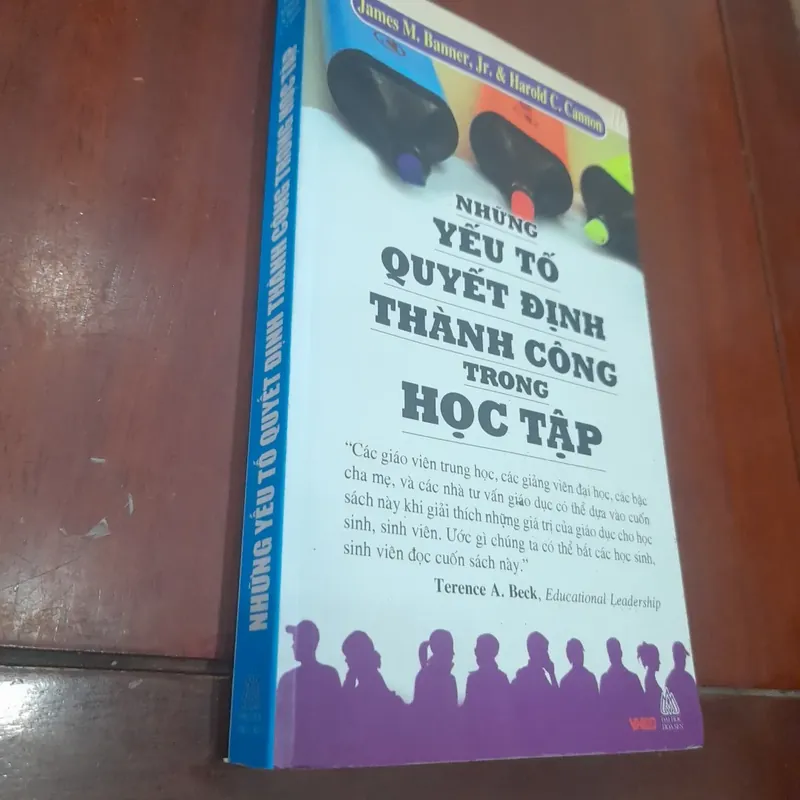 James M. Banner, Jr. & Harold C. Cannon
NHỮNG
YẾU TỐ
QUYẾT ĐỊNH
THÀNH CÔNG
TRONG
HỌC TẬP
“Các giáo viên trung học, các giảng viên đại học, các bậc
cha mẹ, và các nhà tư vấn giáo dục có thể dựa vào cuốn
sách này khi giải thích những giá trị của giáo dục cho học
sinh, sinh viên. Ước gì chúng ta có thể bắt các học sinh,
sinh viên đọc cuốn sách này.”
Terence A. Beck, Educational Leadership
ĐẠI HỌC
HOA SEN
NHỮNG YẾU TỐ QUYẾT ĐỊNH THÀNH CÔNG TRONG HỌC TẬP